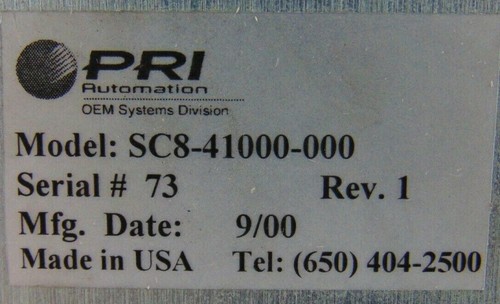 PRI
Automation
OEM Systems Division
Model: SC8-41000-000
Serial # 73 Rev. 1
Mfg. Date: 9/00
Made in USA Tel: (650) 404-2500